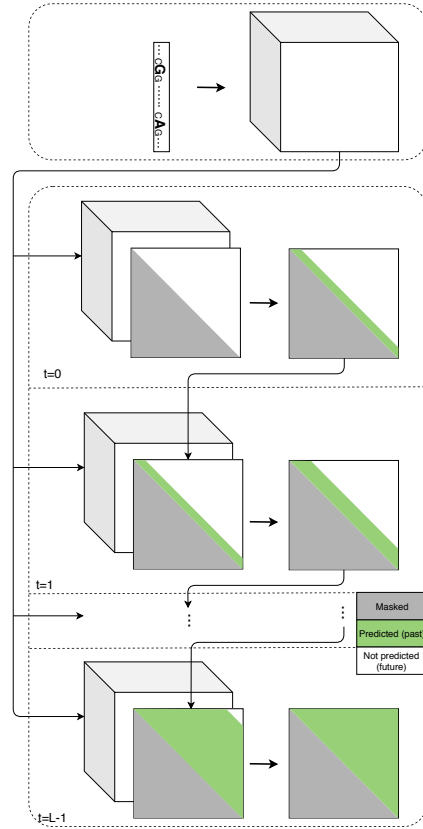 ...CGG ...... CAG...
t=0
t=1
⋮ ⋮
Masked
Predicted (past)
Not predicted
(future)
t=L-1